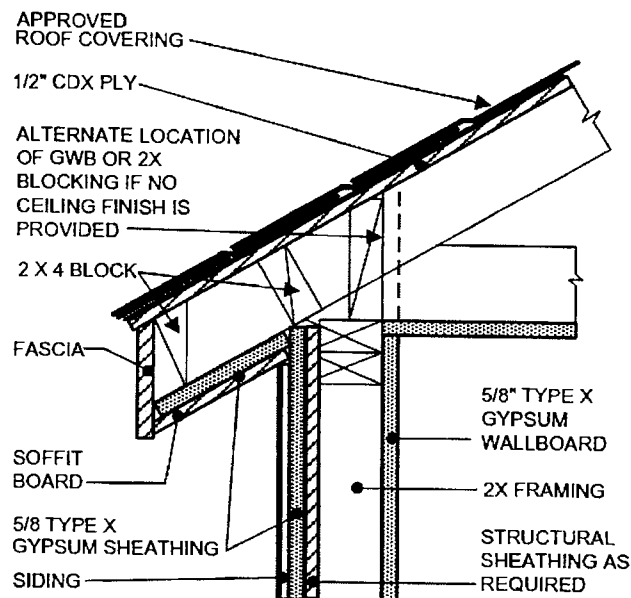 APPROVED
ROOF COVERING
1/2" CDX PLY
ALTERNATE LOCATION
OF GWB OR 2X
BLOCKING IF NO
CEILING FINISH IS
PROVIDED
2 X 4 BLOCK
FASCIA
SOFFIT
BOARD
5/8 TYPE X
GYPSUM SHEATHING
SIDING
5/8" TYPE X
GYPSUM
WALLBOARD
2X FRAMING
STRUCTURAL
SHEATHING AS
REQUIRED